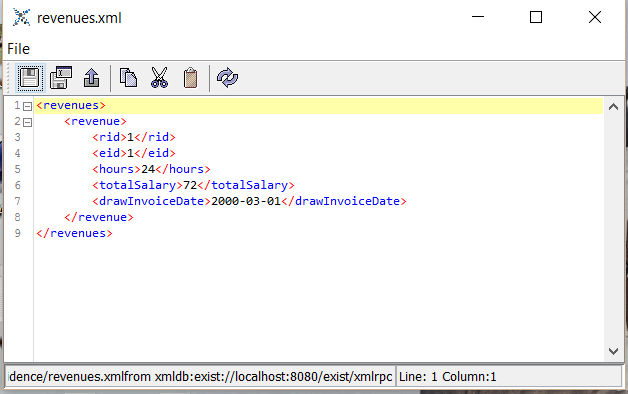 revenues.xml
File
1 <revenues>
2 <revenue>
3 <rid>1</rid>
4 <eid>1</eid>
5 <hours>24</hours>
6 <totalSalary>72</totalSalary>
7 <drawInvoiceDate>2000-03-01</drawInvoiceDate>
8 </revenue>
9 </revenues>
dence/revenues.xmlfrom xmldb:exist://localhost:8080/exist/xmlrpc Line: 1 Column:1